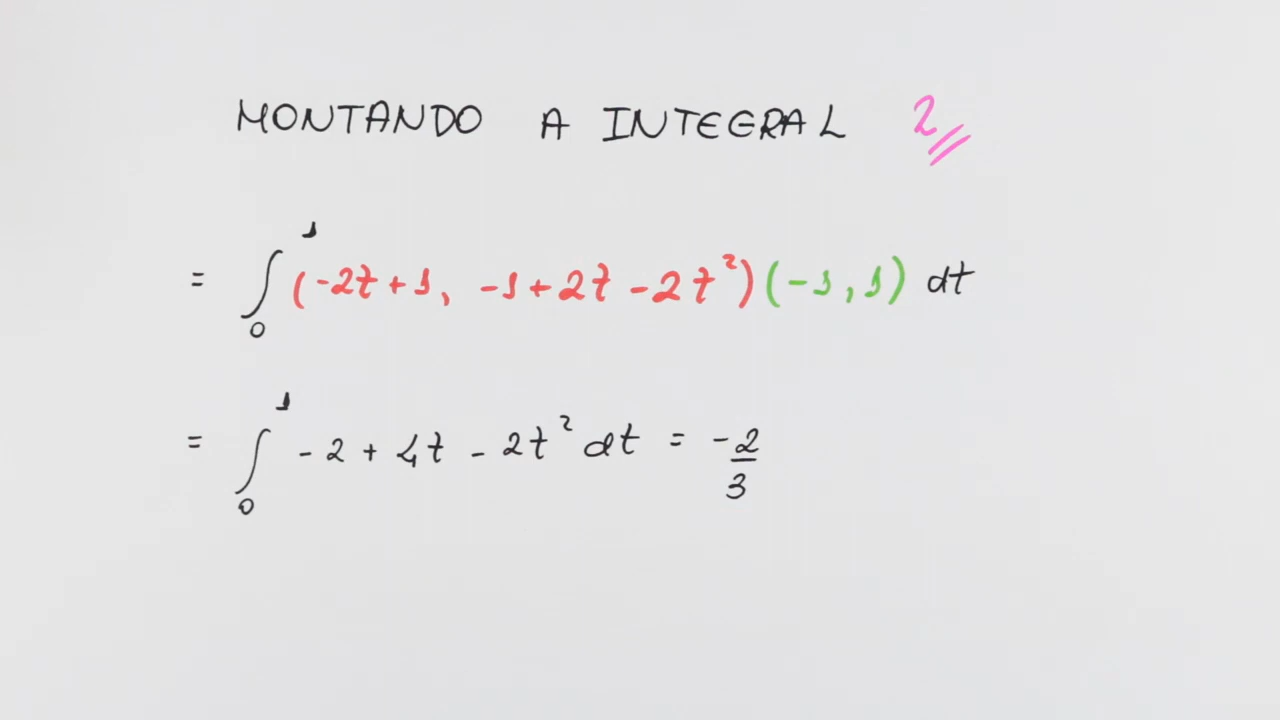 MONTANDO A INTEGRAL 2
= ∫₀¹ (-2t + 1, -1 + 2t - 2t²) (-1, 1) dt
= ∫₀¹ -2 + 4t - 2t² dt = -2/3